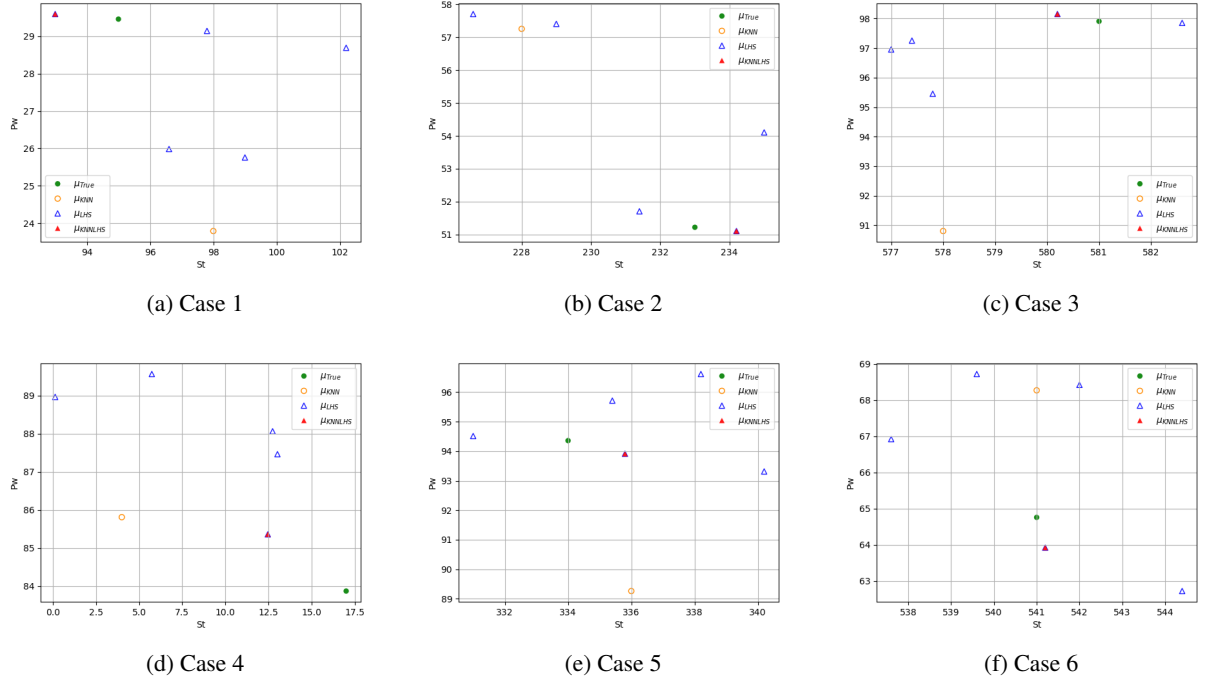 29
28
27
26
25
24
Pw
94
96
98
100
102
St
μTrue
μKNN
μLHS
μKNNLHS
(a) Case 1
58
57
56
55
54
53
52
51
Pw
228
230
232
234
St
μTrue
μKNN
μLHS
μKNNLHS
(b) Case 2
98
97
96
95
94
93
92
91
Pw
577
578
579
580
581
582
St
μTrue
μKNN
μLHS
μKNNLHS
(c) Case 3
89
88
87
86
85
84
Pw
0.0
2.5
5.0
7.5
10.0
12.5
15.0
17.5
St
μTrue
μKNN
μLHS
μKNNLHS
(d) Case 4
96
95
94
93
92
91
90
89
Pw
332
334
336
338
340
St
μTrue
μKNN
μLHS
μKNNLHS
(e) Case 5
69
68
67
66
65
64
63
Pw
538
539
540
541
542
543
544
St
μTrue
μKNN
μLHS
μKNNLHS
(f) Case 6